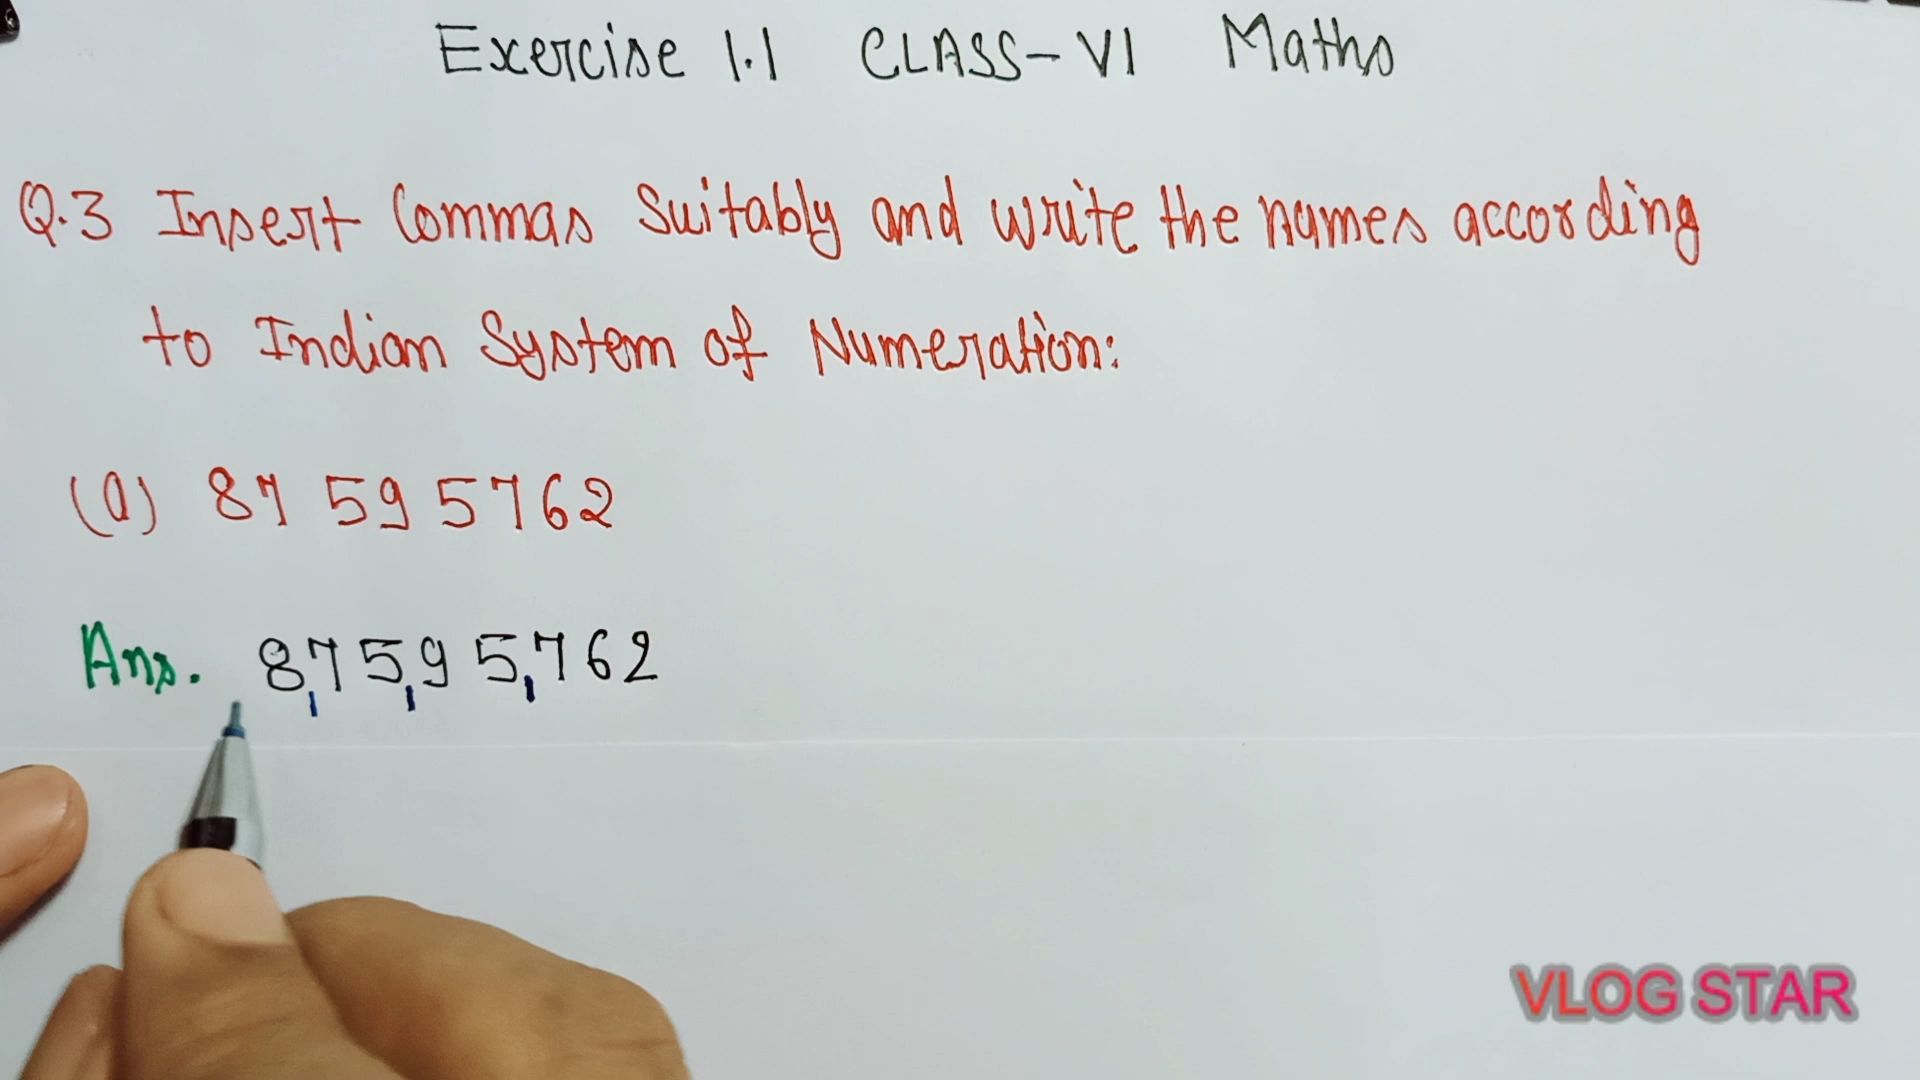 Exercise 1.1 CLASS-VI Maths
Q.3 Insert Commas Suitably and write the names according
to Indian System of Numeration:
(a) 87 59 5762
Ans. 8,75,95,762
VLOG STAR